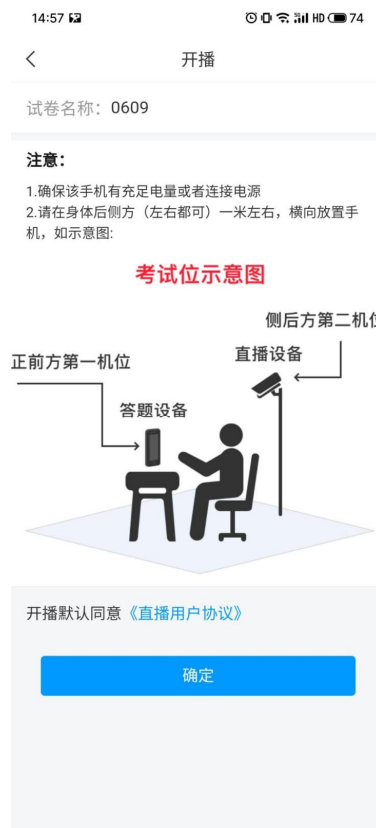 14:57
HD 74
开播
试卷名称：0609
注意：
1.确保该手机有充足电量或者连接电源
2.请在身体后侧方（左右都可）一米左右，横向放置手
机，如示意图:
考试位示意图
侧后方第二机位
正前方第一机位
直播设备
答题设备
开播默认同意《直播用户协议》
确定